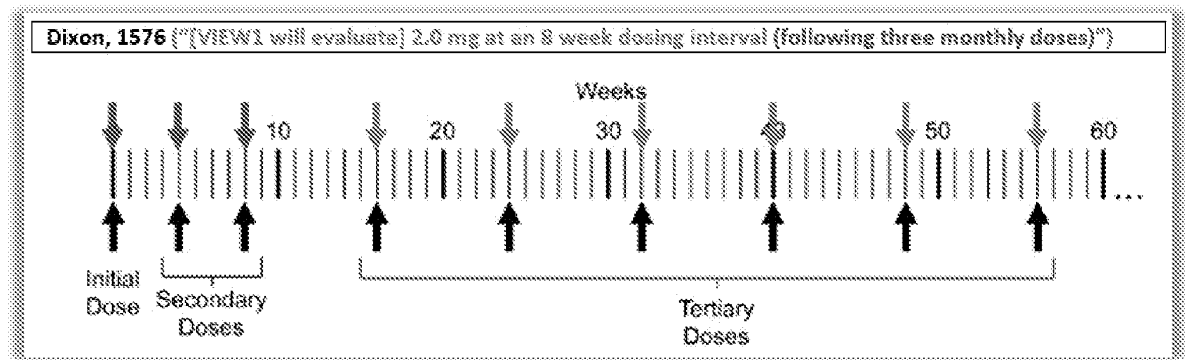 Dixon, 1576 ("[VIEW1 will evaluate] 2.0 mg at an 8 week dosing interval (following three monthly doses)")
Weeks
10 20 30 40 50 60
...
Initial Dose
Secondary Doses
Tertiary Doses